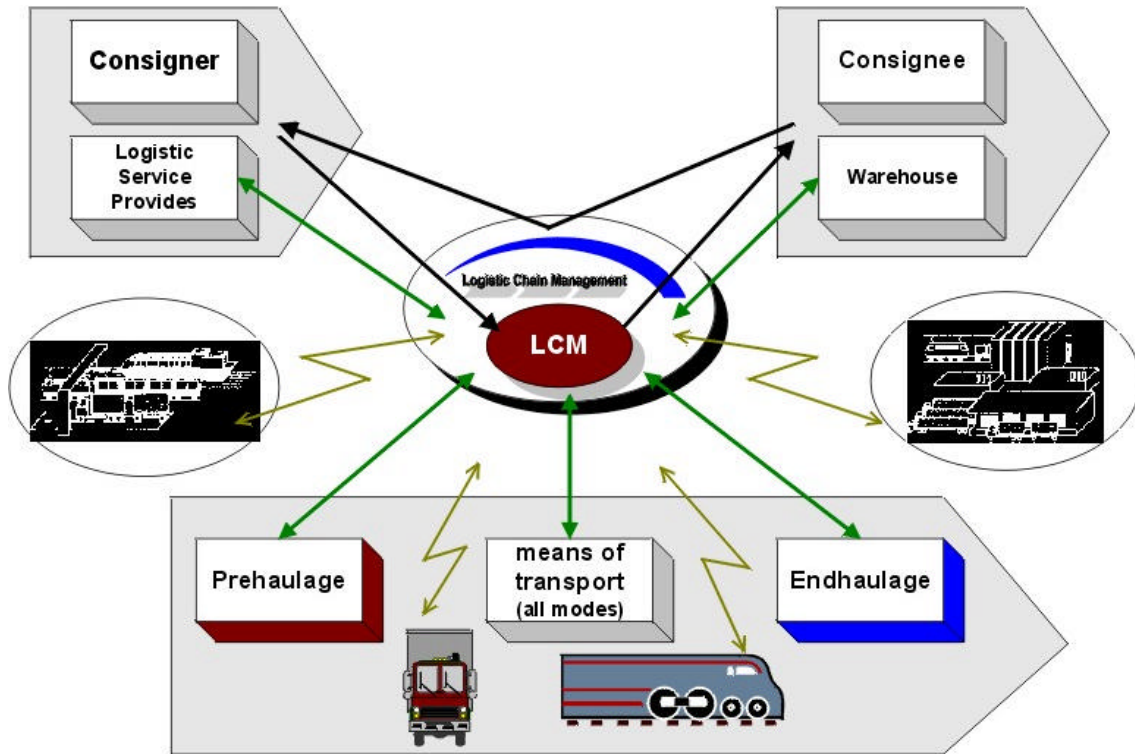 Consigner
Logistic
Service
Provides
Consignee
Warehouse
Logistic Chain Management
LCM
Prehaulage
means of
transport
(all modes)
Endhaulage